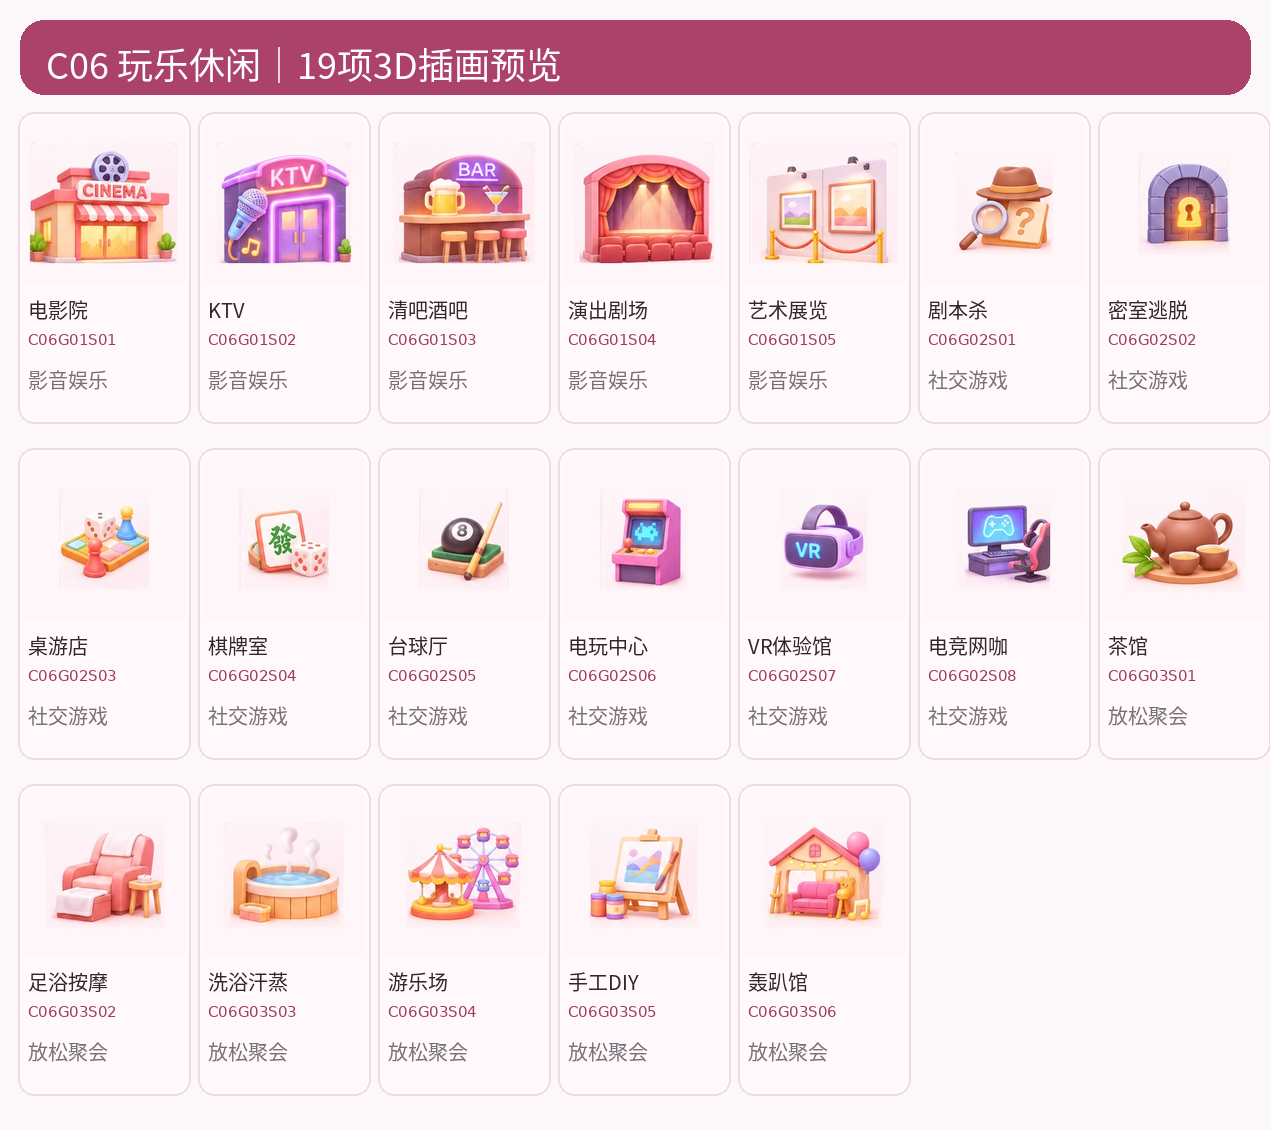 C06 玩乐休闲｜19项3D插画预览
CINEMA
电影院
C06G01S01
影音娱乐
KTV
KTV
C06G01S02
影音娱乐
BAR
清吧酒吧
C06G01S03
影音娱乐
演出剧场
C06G01S04
影音娱乐
艺术展览
C06G01S05
影音娱乐
?
剧本杀
C06G02S01
社交游戏
密室逃脱
C06G02S02
社交游戏
桌游店
C06G02S03
社交游戏
發
棋牌室
C06G02S04
社交游戏
8
台球厅
C06G02S05
社交游戏
电玩中心
C06G02S06
社交游戏
VR
VR体验馆
C06G02S07
社交游戏
电竞网咖
C06G02S08
社交游戏
茶馆
C06G03S01
放松聚会
足浴按摩
C06G03S02
放松聚会
洗浴汗蒸
C06G03S03
放松聚会
游乐场
C06G03S04
放松聚会
手工DIY
C06G03S05
放松聚会
轰趴馆
C06G03S06
放松聚会